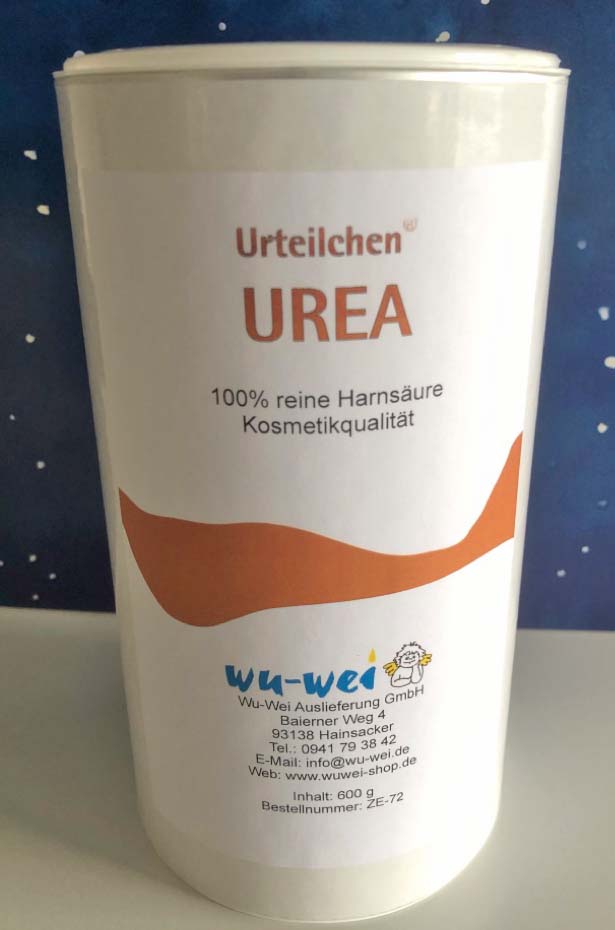 Urteilchen®
UREA
100% reine Harnsäure
Kosmetikqualität
wu-wei
Wu-Wei Auslieferung GmbH
Baierner Weg 4
93138 Hainsacker
Tel.: 0941 79 38 42
E-Mail: info@wu-wei.de
Web: www.wuwei-shop.de
Inhalt: 600 g
Bestellnummer: ZE-72